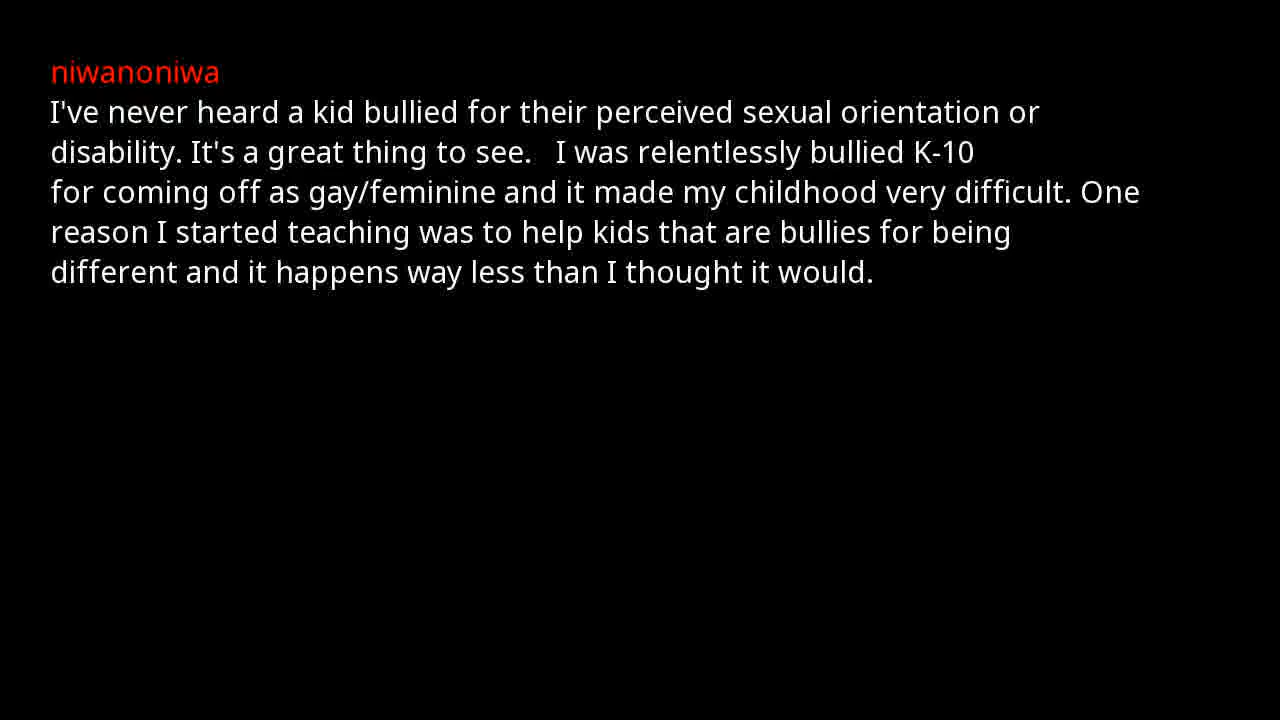 niwanoniwa
I've never heard a kid bullied for their perceived sexual orientation or
disability. It's a great thing to see.   I was relentlessly bullied K-10
for coming off as gay/feminine and it made my childhood very difficult. One
reason I started teaching was to help kids that are bullies for being
different and it happens way less than I thought it would.